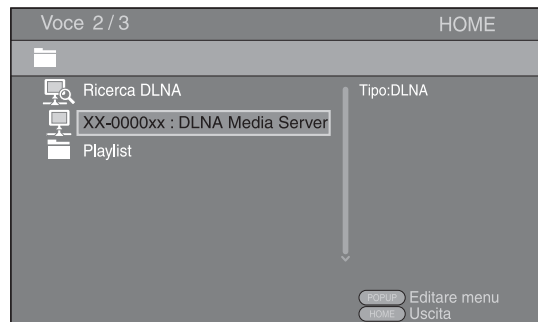 Voce 2 / 3 HOME
Ricerca DLNA
Tipo:DLNA
XX-0000xx : DLNA Media Server
Playlist
POPUP Editare menu
HOME Uscita